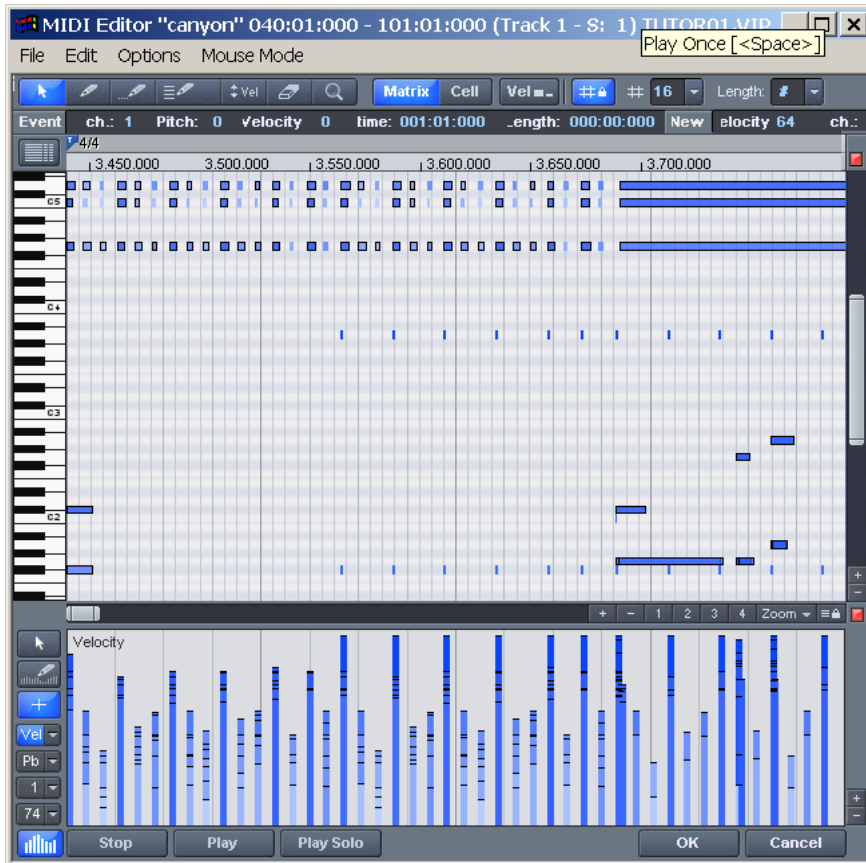 MIDI Editor "canyon" 040:01:000 - 101:01:000 (Track 1 - S: 1) TUTOR01.VIP
Play Once [<Space>]
File Edit Options Mouse Mode
Vel Matrix Cell Vel 16 Length: #
Event ch.: 1 Pitch: 0 Velocity 0 time: 001:01:000 .ength: 000:00:000 New elocity 64 ch.:
4/4
3.450.000 3.500.000 3.550.000 3.600.000 3.650.000 3.700.000
C5
C4
C3
C2
+ - 1 2 3 4 Zoom
Velocity
Vel
Pb
1
74
Stop Play Play Solo OK Cancel